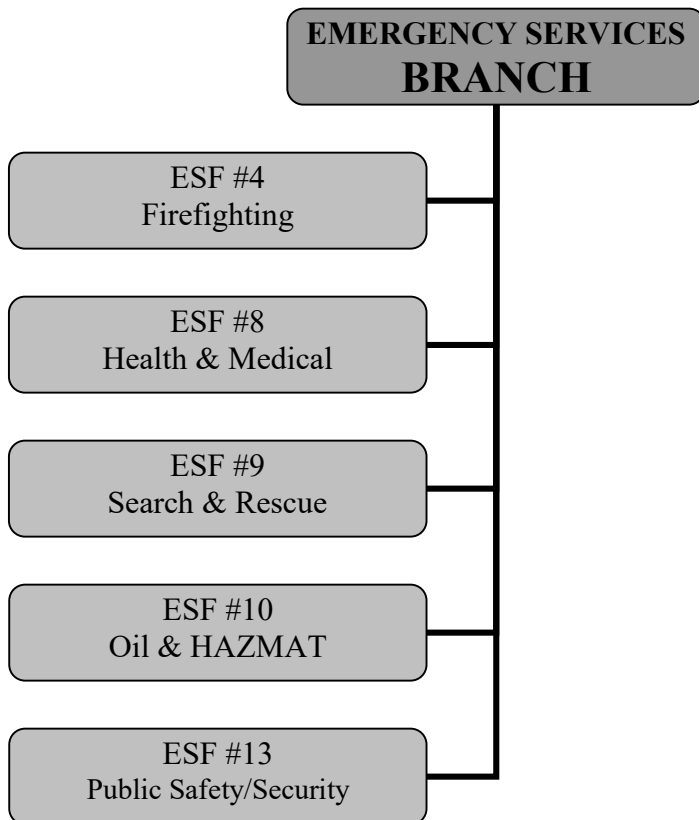 EMERGENCY SERVICES
BRANCH
ESF #4
Firefighting
ESF #8
Health & Medical
ESF #9
Search & Rescue
ESF #10
Oil & HAZMAT
ESF #13
Public Safety/Security